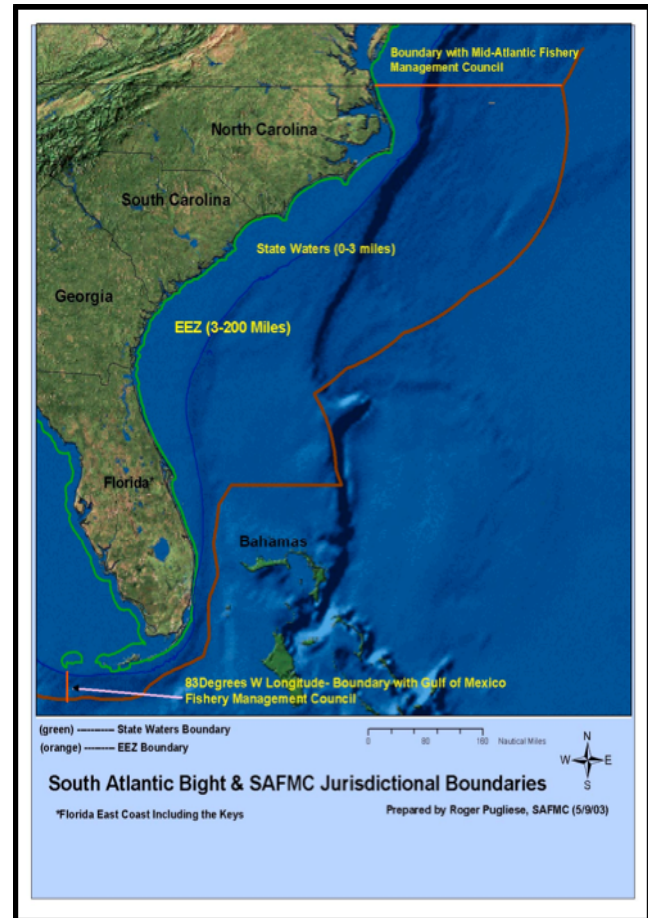 Boundary with Mid-Atlantic Fishery
Management Council
North Carolina
South Carolina
State Waters (0-3 miles)
Georgia
EEZ (3-200 Miles)
Florida*
Bahamas
83Degrees W Longitude- Boundary with Gulf of Mexico
Fishery Management Council
(green) ---------- State Waters Boundary
(orange) --------- EEZ Boundary
0 80 160 Nautical Miles
N
W E
S
South Atlantic Bight & SAFMC Jurisdictional Boundaries
*Florida East Coast Including the Keys
Prepared by Roger Pugliese, SAFMC (5/9/03)